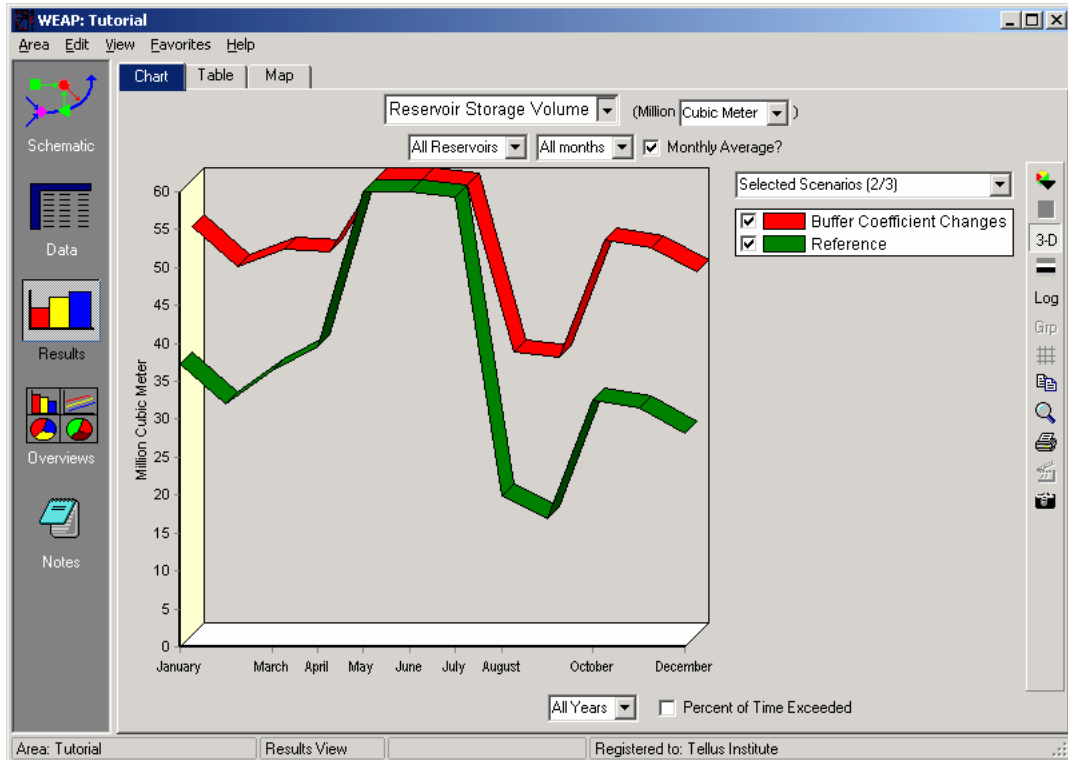 WEAP: Tutorial
Area Edit View Favorites Help
Chart Table Map
Reservoir Storage Volume (Million Cubic Meter )
All Reservoirs All months Monthly Average?
Schematic
Data
Results
Overviews
Notes
Selected Scenarios (2/3)
Buffer Coefficient Changes
Reference
3-D
Log
Grp
Million Cubic Meter
60
55
50
45
40
35
30
25
20
15
10
5
0
January March April May June July August October December
All Years Percent of Time Exceeded
Area: Tutorial Results View Registered to: Tellus Institute